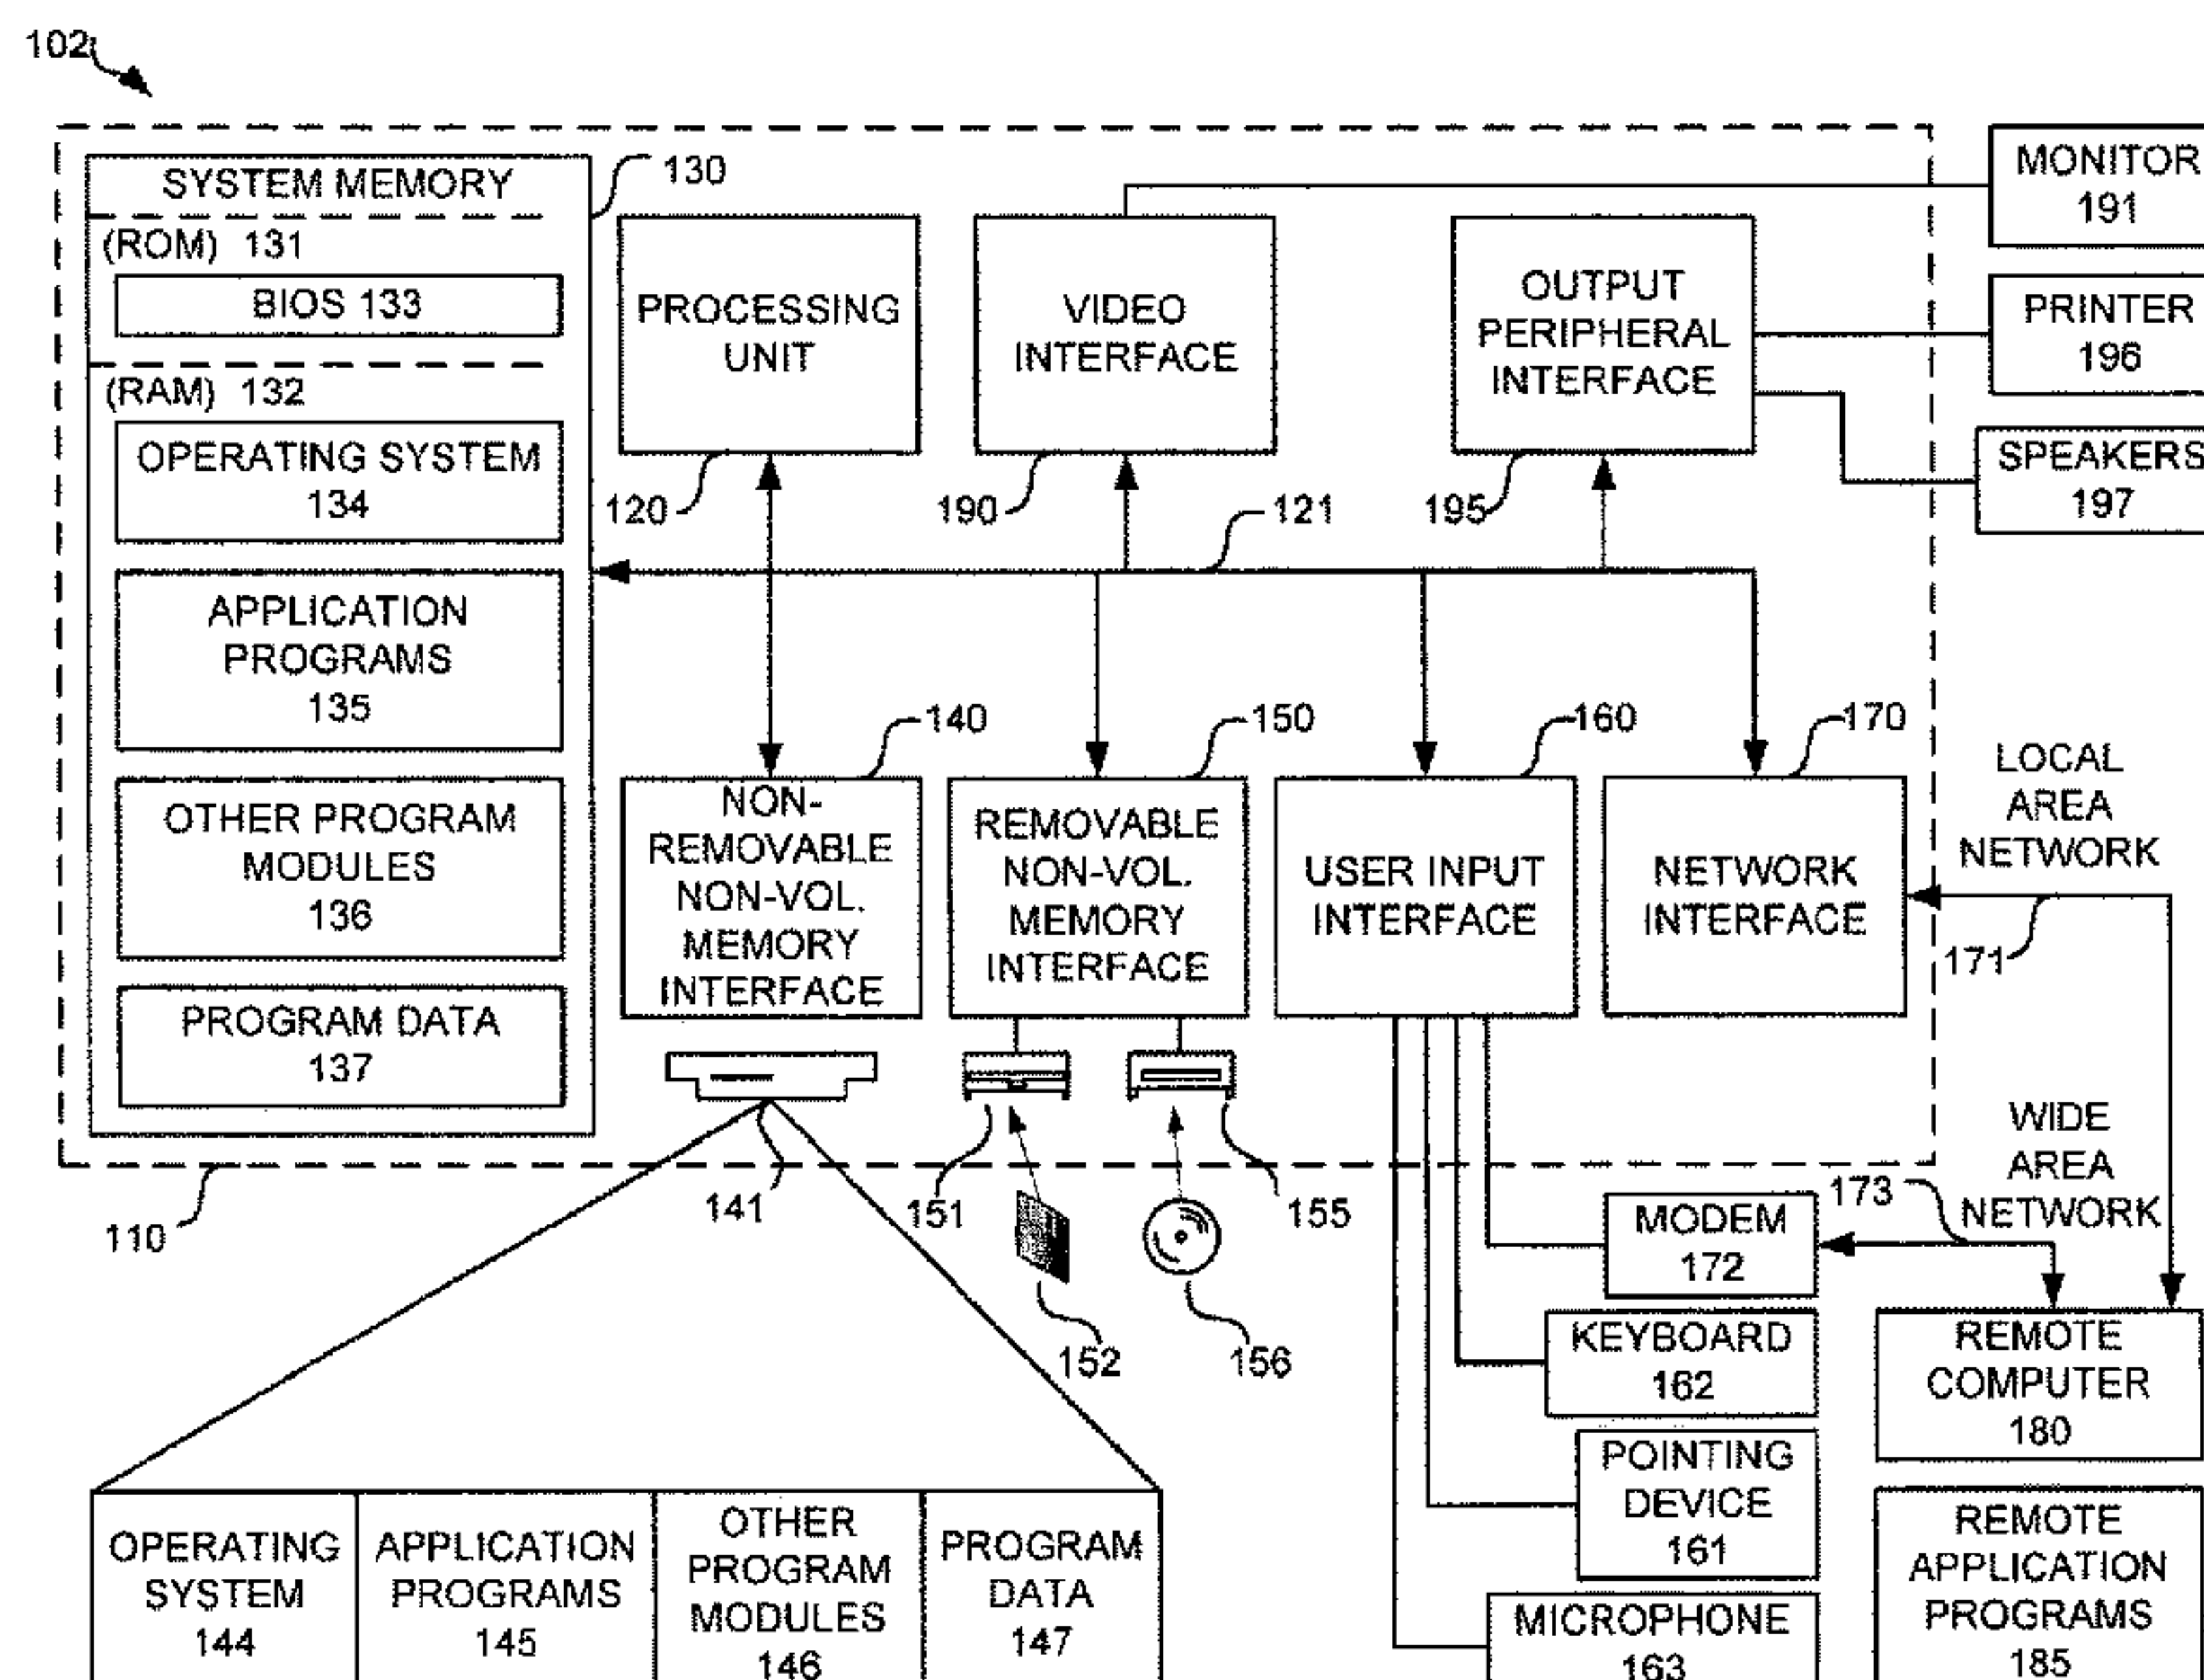 102
SYSTEM MEMORY
130
(ROM) 131
BIOS 133
(RAM) 132
OPERATING SYSTEM
134
APPLICATION
PROGRAMS
135
OTHER PROGRAM
MODULES
136
PROGRAM DATA
137
PROCESSING
UNIT
120
VIDEO
INTERFACE
190
121
OUTPUT
PERIPHERAL
INTERFACE
195
MONITOR
191
PRINTER
196
SPEAKERS
197
140
NON-
REMOVABLE
NON-VOL.
MEMORY
INTERFACE
150
REMOVABLE
NON-VOL.
MEMORY
INTERFACE
160
USER INPUT
INTERFACE
170
NETWORK
INTERFACE
LOCAL
AREA
NETWORK
171
WIDE
AREA
NETWORK
173
110
141
151
152
155
156
MODEM
172
KEYBOARD
162
POINTING
DEVICE
161
MICROPHONE
163
REMOTE
COMPUTER
180
REMOTE
APPLICATION
PROGRAMS
185
OPERATING
SYSTEM
144
APPLICATION
PROGRAMS
145
OTHER
PROGRAM
MODULES
146
PROGRAM
DATA
147